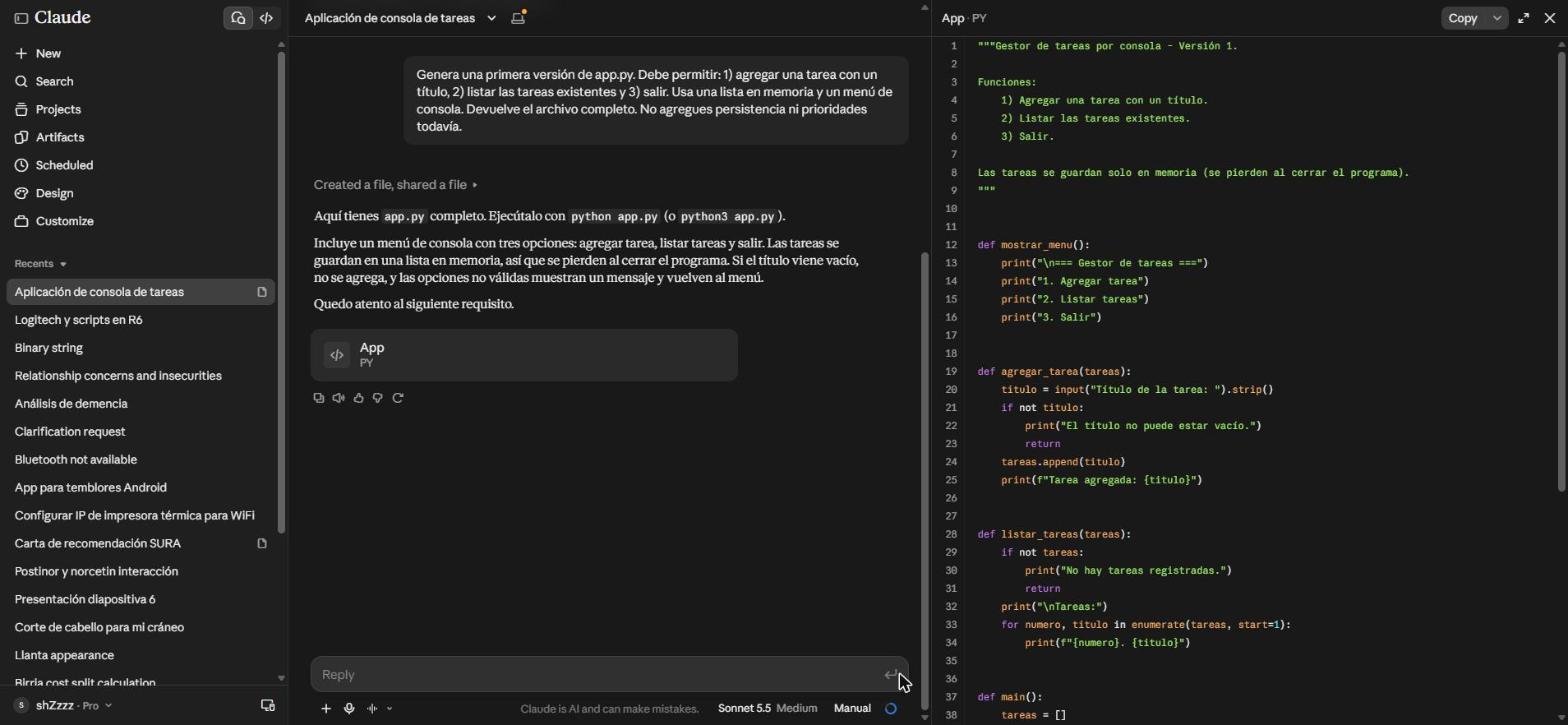 Claude
New
Search
Projects
Artifacts
Scheduled
Design
Customize
Recents
Aplicación de consola de tareas
Logitech y scripts en R6
Binary string
Relationship concerns and insecurities
Análisis de demencia
Clarification request
Bluetooth not available
App para temblores Android
Configurar IP de impresora térmica para WiFi
Carta de recomendación SURA
Postinor y norcetin interacción
Presentación diapositiva 6
Corte de cabello para mi cráneo
Llanta appearance
Birria cost split calculation
S shZzzz · Pro
Aplicación de consola de tareas
Genera una primera versión de app.py. Debe permitir: 1) agregar una tarea con un
título, 2) listar las tareas existentes y 3) salir. Usa una lista en memoria y un menú de
consola. Devuelve el archivo completo. No agregues persistencia ni prioridades
todavía.
Created a file, shared a file
Aquí tienes app.py completo. Ejecútalo con python app.py (o python3 app.py ).
Incluye un menú de consola con tres opciones: agregar tarea, listar tareas y salir. Las tareas se
guardan en una lista en memoria, así que se pierden al cerrar el programa. Si el título viene vacío,
no se agrega, y las opciones no válidas muestran un mensaje y vuelven al menú.
Quedo atento al siguiente requisito.
App
PY
Reply
Claude is AI and can make mistakes. Sonnet 5.5 Medium Manual
App · PY
Copy
1 """Gestor de tareas por consola - Versión 1.
2
3 Funciones:
4 1) Agregar una tarea con un título.
5 2) Listar las tareas existentes.
6 3) Salir.
7
8 Las tareas se guardan solo en memoria (se pierden al cerrar el programa).
9 """
10
11
12 def mostrar_menu():
13 print("\n=== Gestor de tareas ===")
14 print("1. Agregar tarea")
15 print("2. Listar tareas")
16 print("3. Salir")
17
18
19 def agregar_tarea(tareas):
20 titulo = input("Título de la tarea: ").strip()
21 if not titulo:
22 print("El título no puede estar vacío.")
23 return
24 tareas.append(titulo)
25 print(f"Tarea agregada: {titulo}")
26
27
28 def listar_tareas(tareas):
29 if not tareas:
30 print("No hay tareas registradas.")
31 return
32 print("\nTareas:")
33 for numero, titulo in enumerate(tareas, start=1):
34 print(f"{numero}. {titulo}")
35
36
37 def main():
38 tareas = []